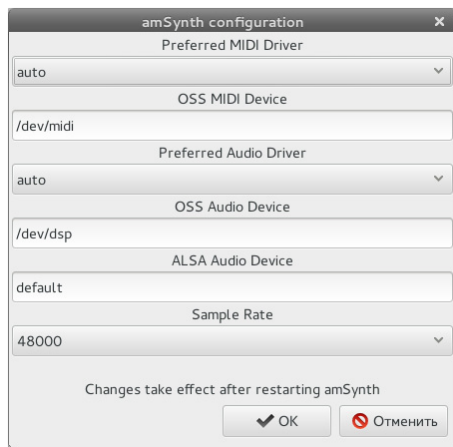 amSynth configuration
Preferred MIDI Driver
auto
OSS MIDI Device
/dev/midi
Preferred Audio Driver
auto
OSS Audio Device
/dev/dsp
ALSA Audio Device
default
Sample Rate
48000
Changes take effect after restarting amSynth
OK
Отменить